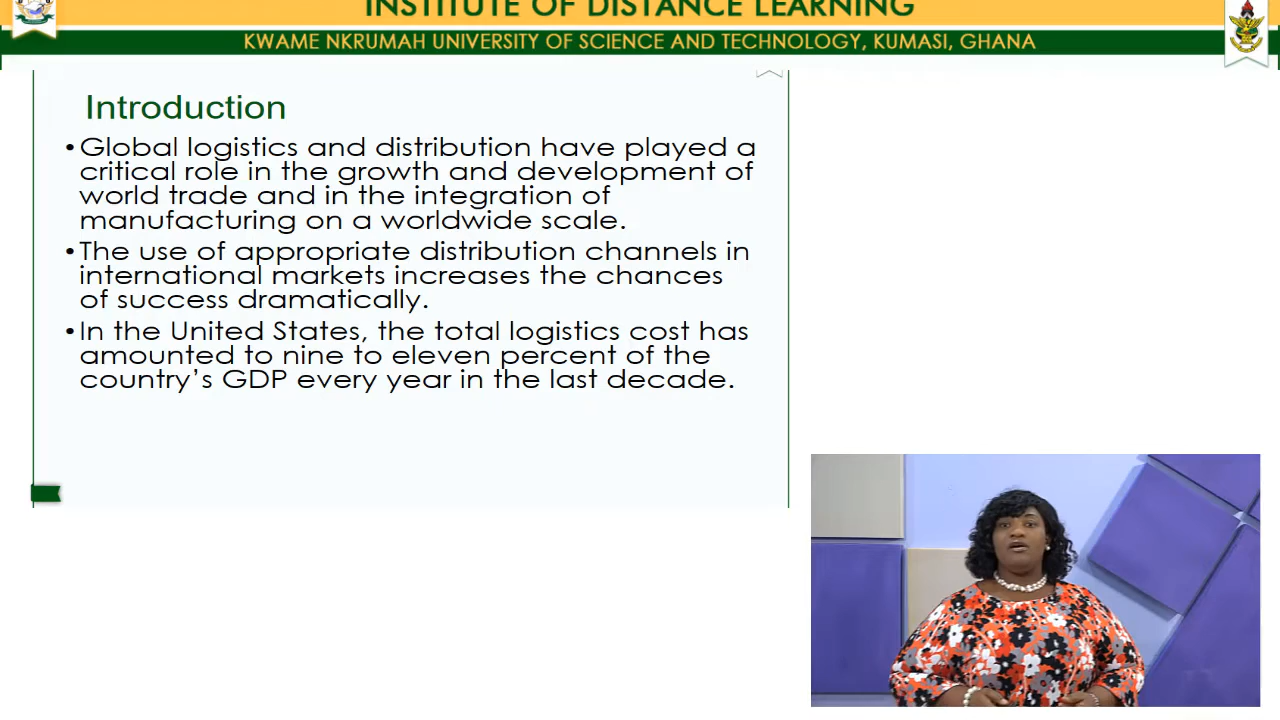 INSTITUTE OF DISTANCE LEARNING
KWAME NKRUMAH UNIVERSITY OF SCIENCE AND TECHNOLOGY, KUMASI, GHANA
Introduction
• Global logistics and distribution have played a
critical role in the growth and development of
world trade and in the integration of
manufacturing on a worldwide scale.
• The use of appropriate distribution channels in
international markets increases the chances
of success dramatically.
• In the United States, the total logistics cost has
amounted to nine to eleven percent of the
country's GDP every year in the last decade.